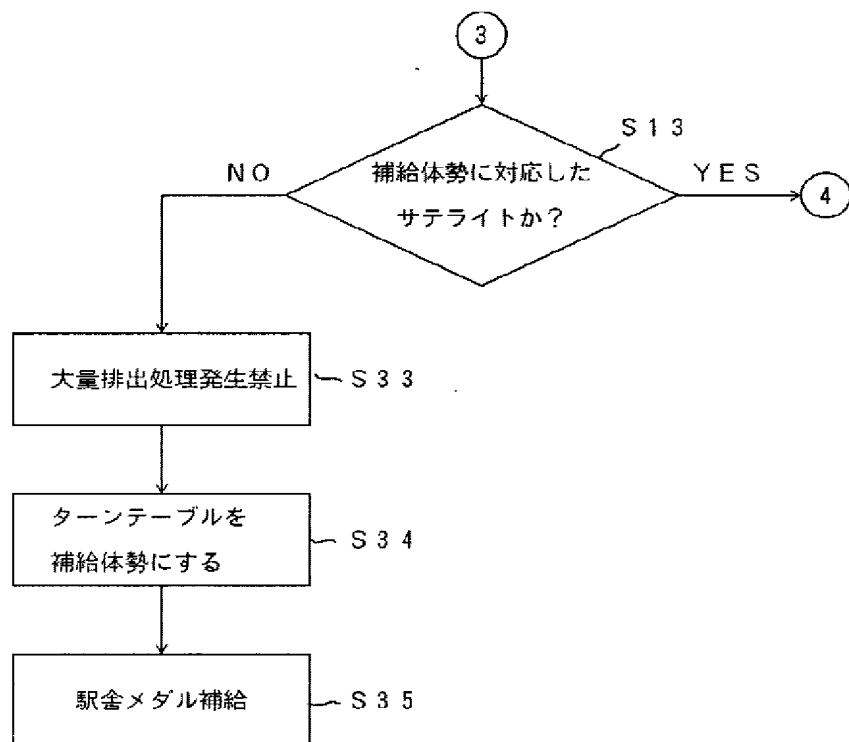 3
S13
補給体勢に対応した
サテライトか？
NO
YES
4
大量排出処理発生禁止
S33
ターンテーブルを
補給体勢にする
S34
駅舎メダル補給
S35